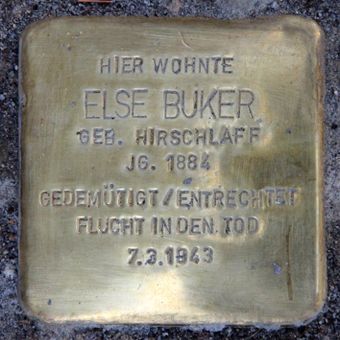 HIER WOHNTE
ELSE BUKER
GEB. HIRSCHLAFF
JG. 1884
GEDEMÜTIGT / ENTRECHTET
FLUCHT IN DEN TOD
7.3.1943